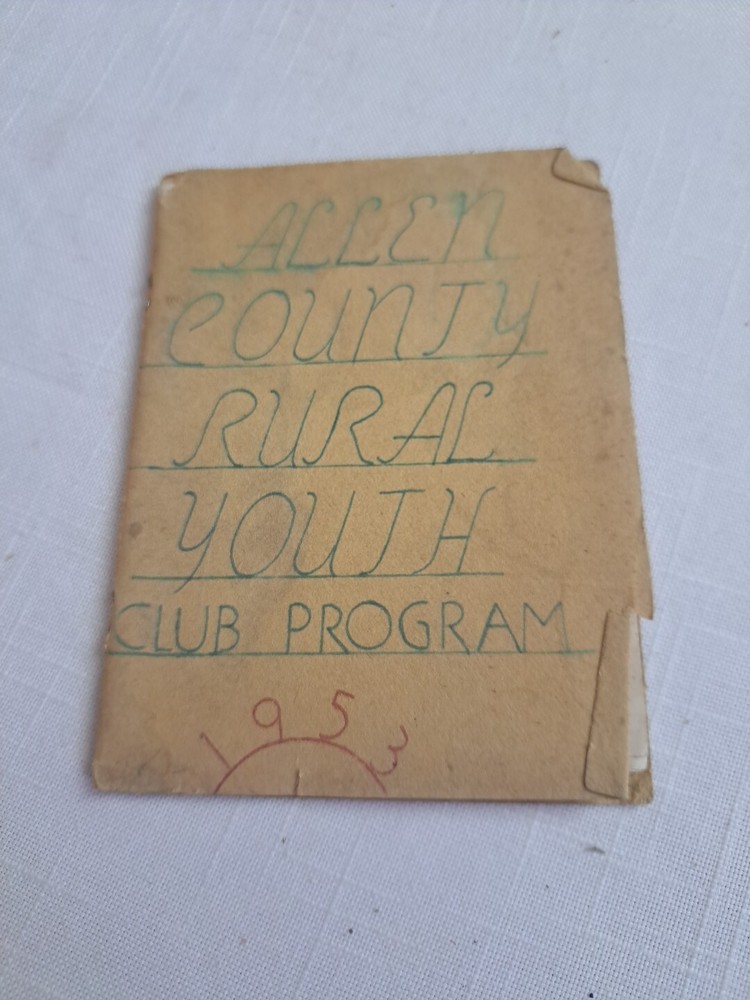 ALLEN
COUNTY
RURAL
YOUTH
CLUB PROGRAM
1953